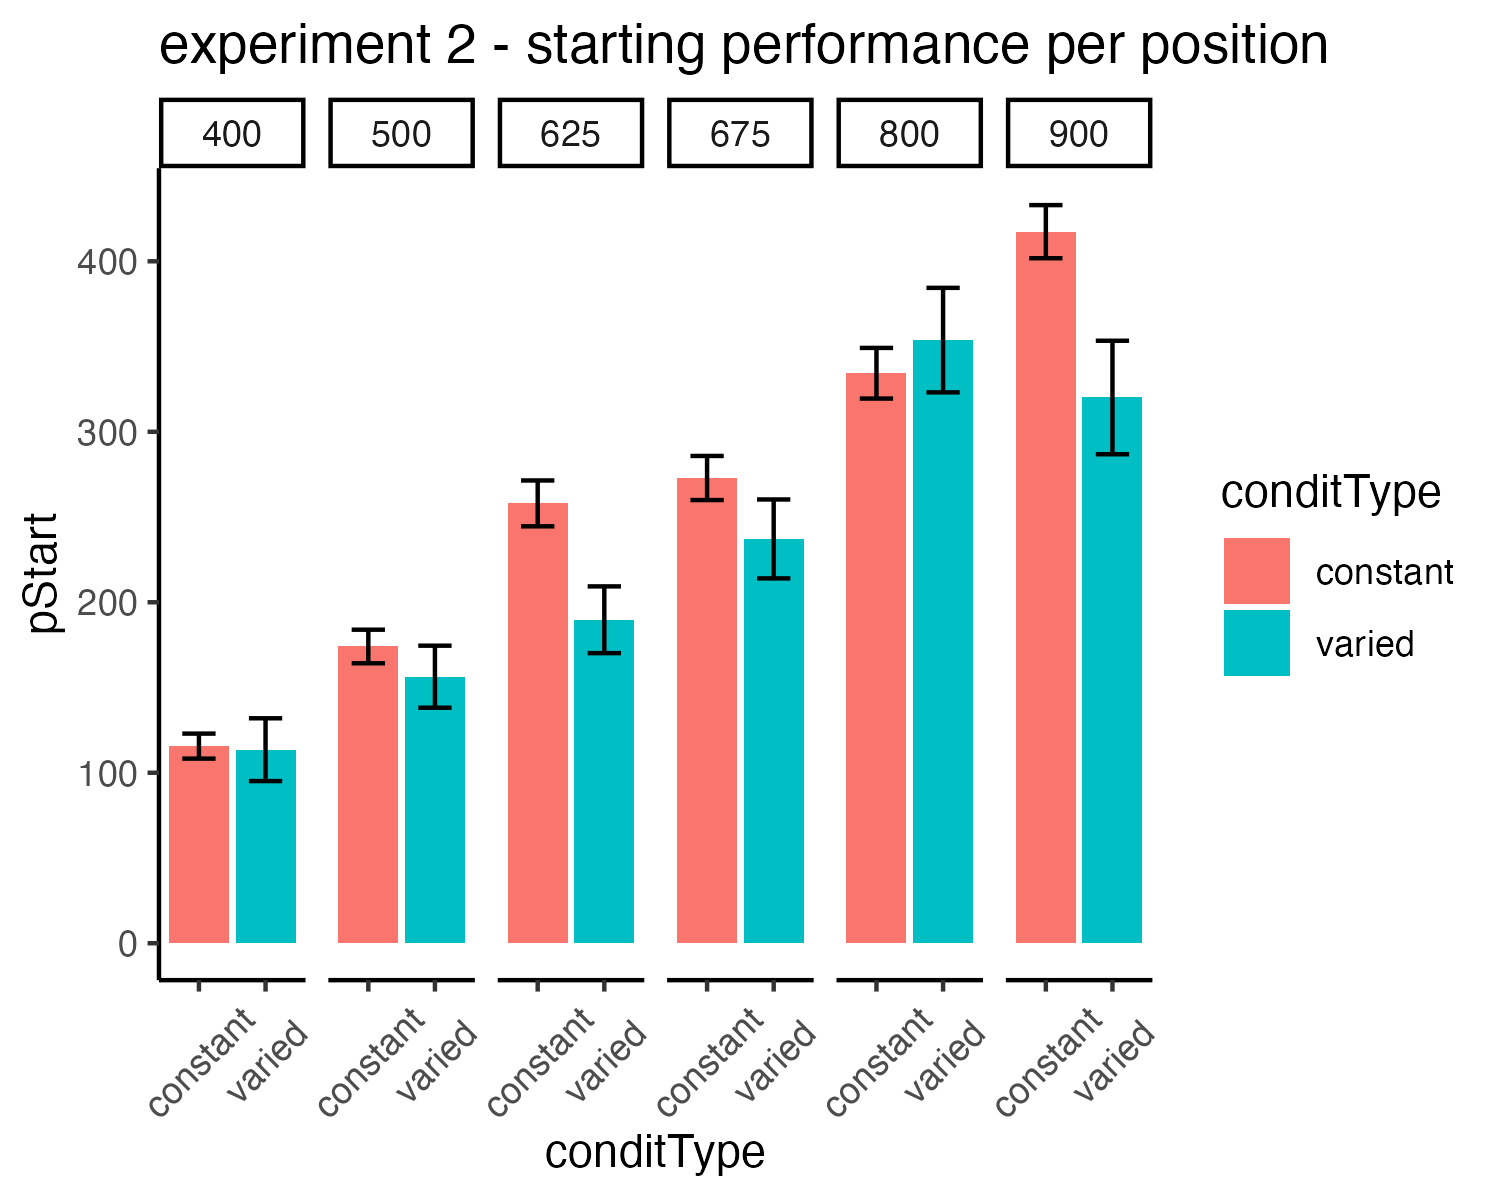 experiment 2 - starting performance per position
400 500 625 675 800 900
400
300
200
100
0
pStart
constant varied constant varied constant varied constant varied constant varied constant varied
conditType
conditType
constant
varied